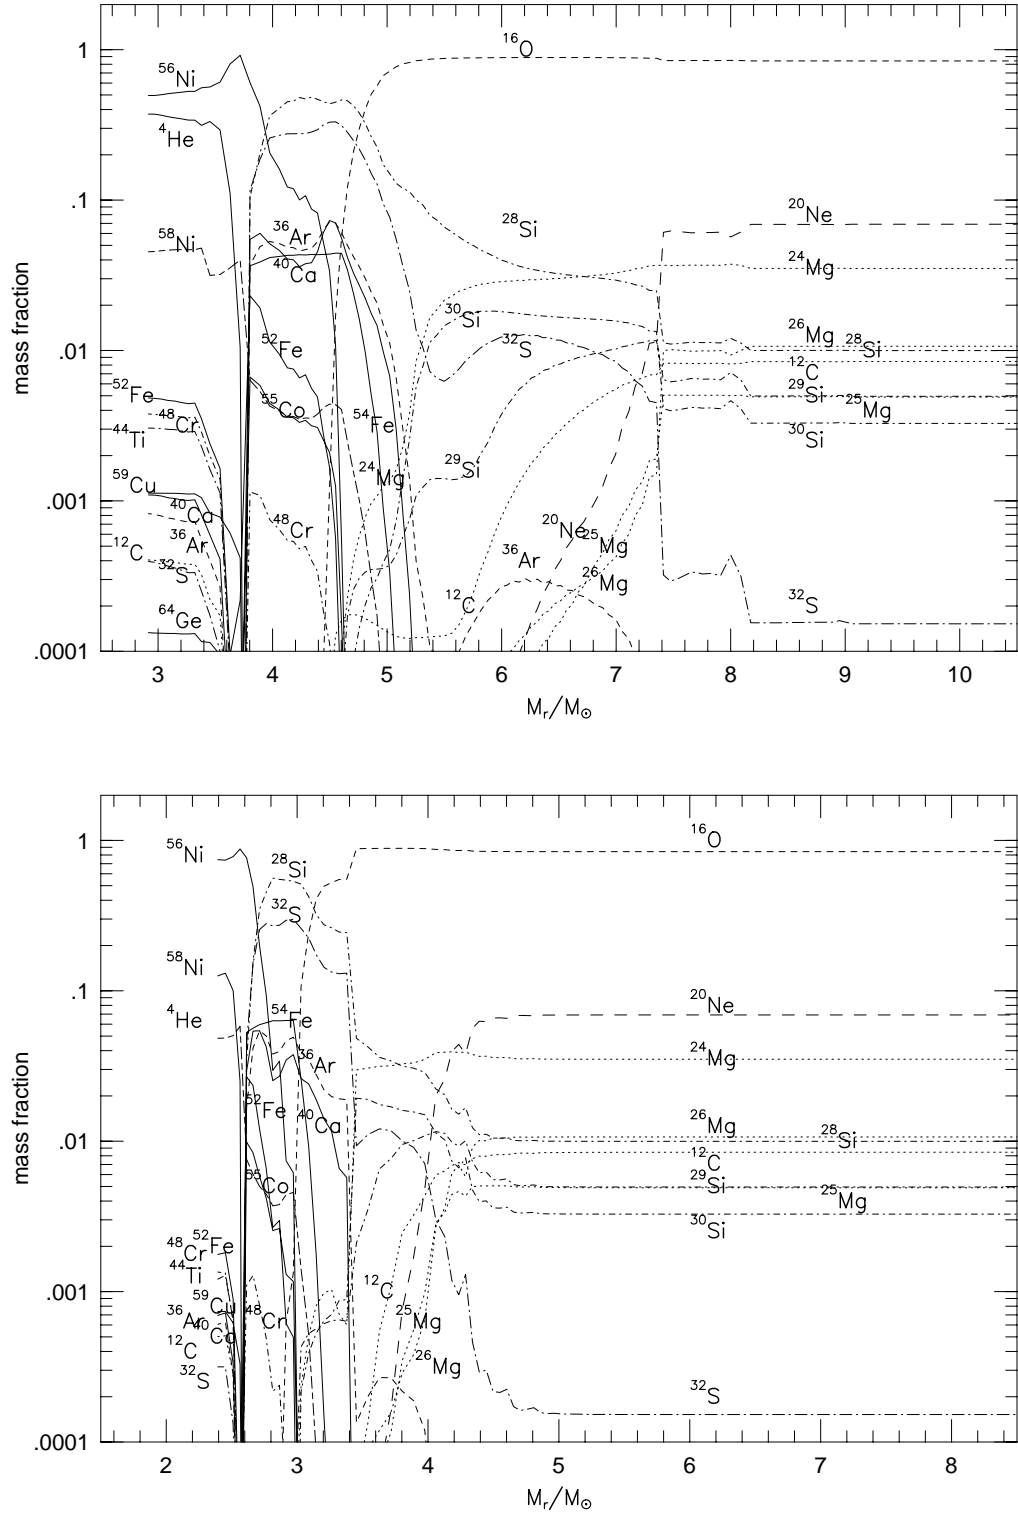 1
.1
.01
.001
.0001
mass fraction
3 4 5 6 7 8 9 10
Mᵣ/M☉
¹⁶O
⁵⁶Ni
⁴He
⁵⁸Ni
³⁶Ar
⁴⁰Ca
²⁸Si
²⁰Ne
²⁴Mg
³⁰Si
³²S
²⁶Mg
²⁸Si
¹²C
²⁹Si
²⁵Mg
³⁰Si
⁵²Fe
⁵²Fe
⁴⁸Cr
⁴⁴Ti
⁵⁵Co
⁵⁴Fe
²⁴Mg
²⁹Si
⁵⁹Cu
⁴⁰Ca
³⁶Ar
⁴⁸Cr
¹²C
³²S
²⁰Ne
²⁵Mg
³⁶Ar
²⁶Mg
¹²C
³²S
⁶⁴Ge
1
.1
.01
.001
.0001
mass fraction
2 3 4 5 6 7 8
Mᵣ/M☉
¹⁶O
⁵⁶Ni
²⁸Si
³²S
⁵⁸Ni
⁴He
⁵⁴Fe
³⁶Ar
²⁰Ne
²⁴Mg
⁵²Fe
⁴⁰Ca
²⁶Mg
²⁸Si
¹²C
²⁹Si
²⁵Mg
³⁰Si
⁵⁵Co
⁵²Fe
⁴⁸Cr
⁴⁴Ti
⁵⁹Cu
³⁶Ar
⁴⁰Ca
⁴⁸Cr
¹²C
³²S
¹²C
²⁵Mg
²⁶Mg
³²S